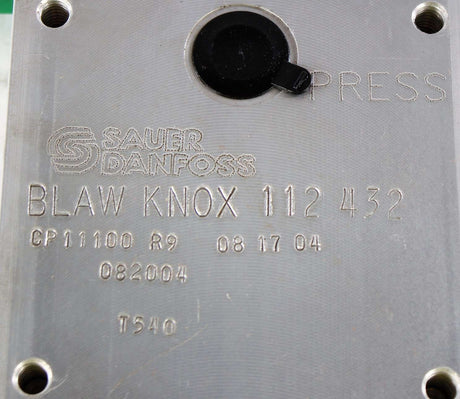 PRESS
SAUER
DANFOSS
BLAW KNOX 112 432
CP11100 R9 08 17 04
082004
T540